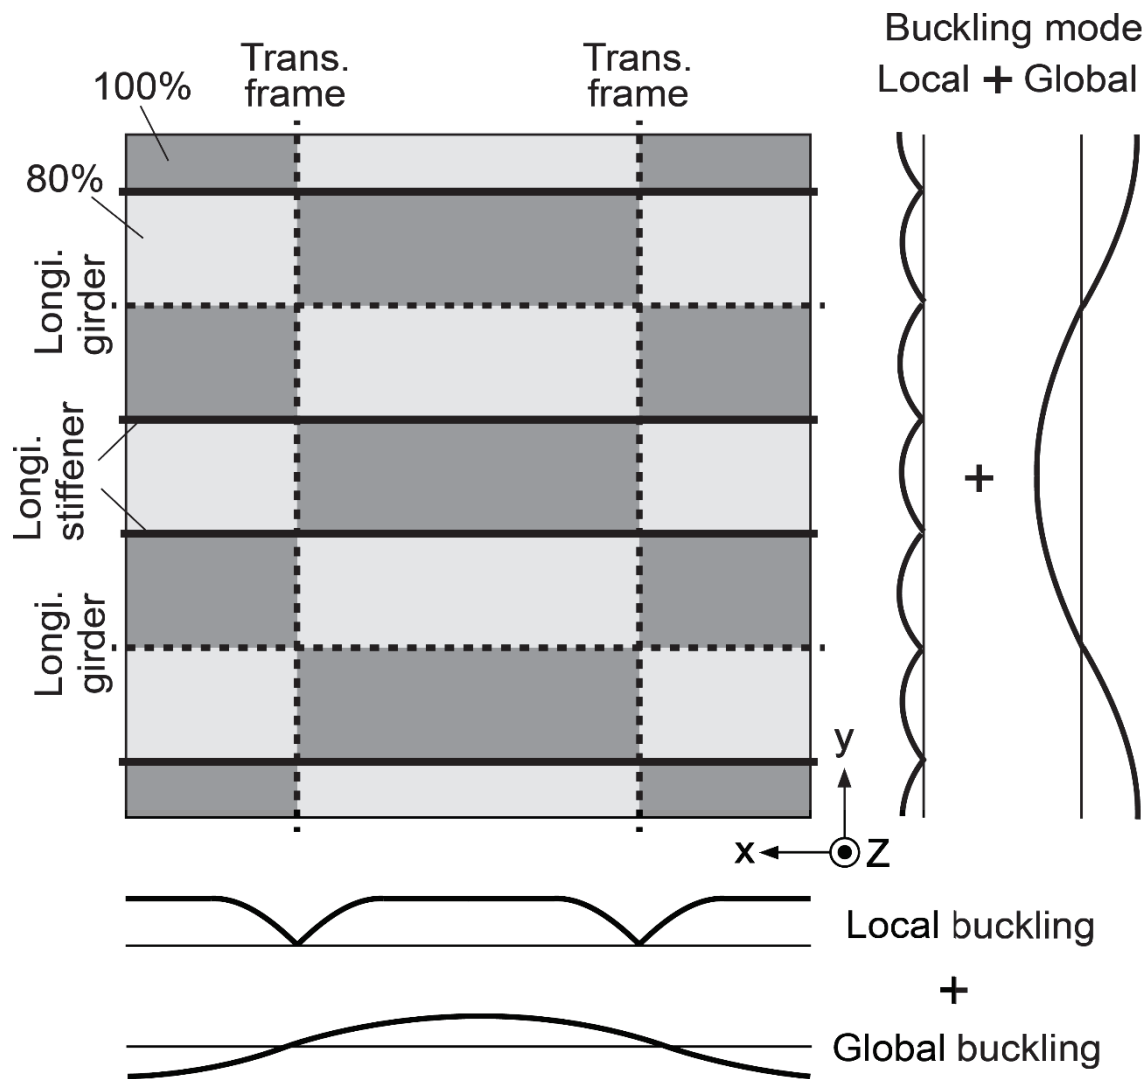 Buckling mode
Local + Global
Trans.
frame
Trans.
frame
100%
80%
Longi.
girder
Longi.
stiffener
Longi.
girder
+
y
x
z
Local buckling
+
Global buckling